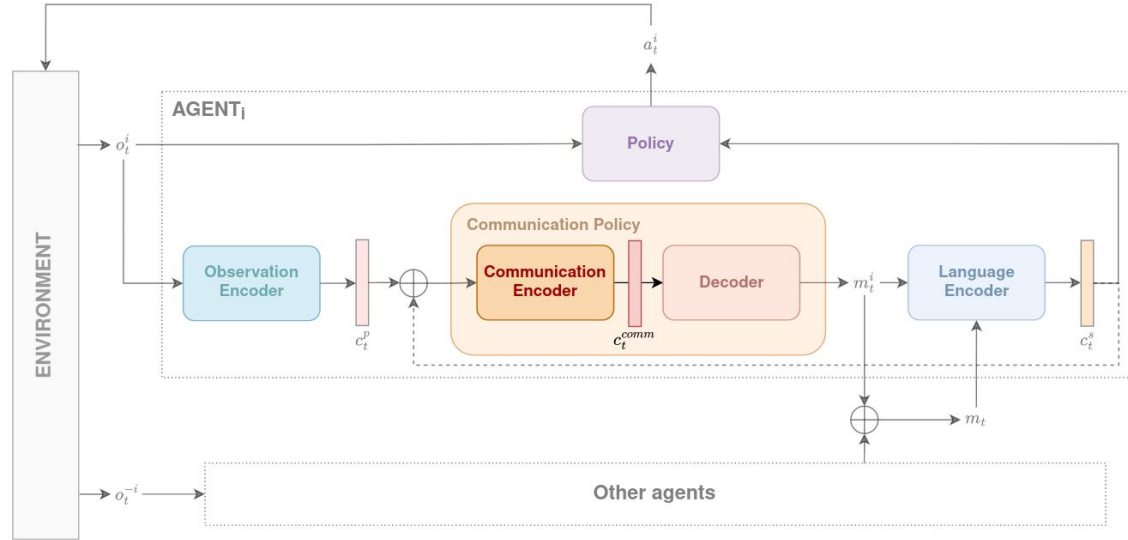 a_t^i
AGENT_i
o_t^i
Policy
Communication Policy
Observation
Encoder
Communication
Encoder
Decoder
Language
Encoder
m_t^i
c_t^p
c_t^comm
c_t^s
ENVIRONMENT
m_t
o_t^-i
Other agents